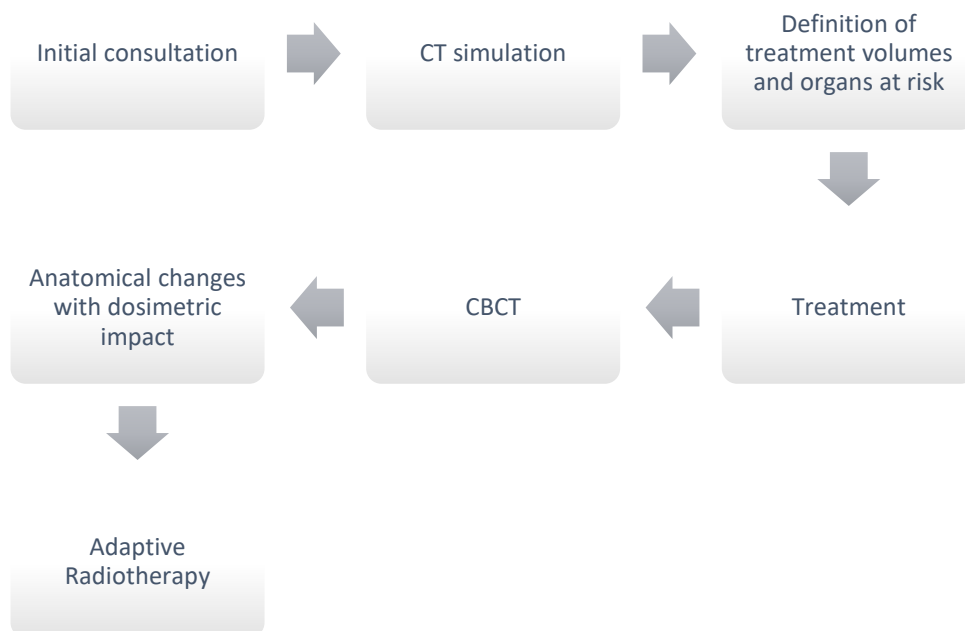 Initial consultation
CT simulation
Definition of
treatment volumes
and organs at risk
Treatment
CBCT
Anatomical changes
with dosimetric
impact
Adaptive
Radiotherapy